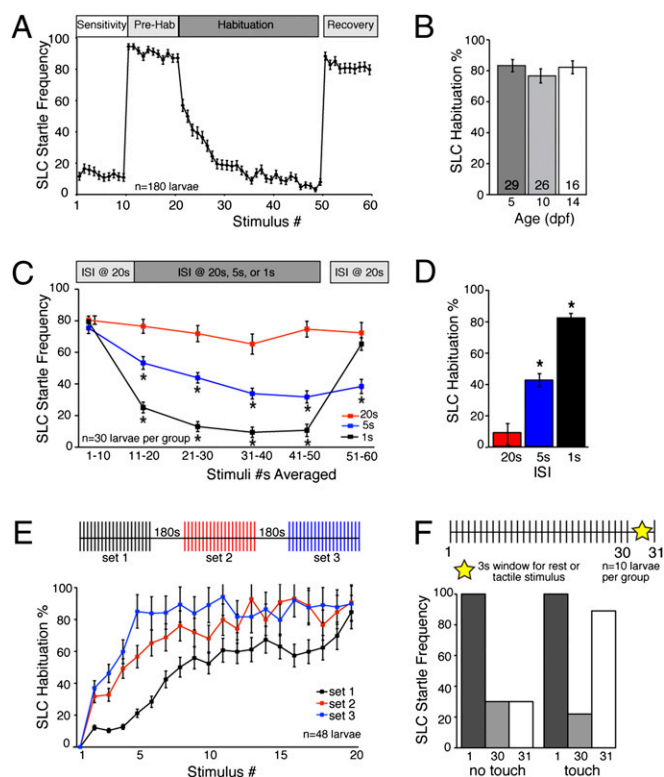 A
Sensitivity Pre-Hab Habituation Recovery
SLC Startle Frequency
100
80
60
40
20
0
n=180 larvae
1 10 20 30 40 50 60
Stimulus #
B
SLC Habituation %
100
80
60
40
20
0
29 26 16
5 10 14
Age (dpf)
C
ISI @ 20s ISI @ 20s, 5s, or 1s ISI @ 20s
SLC Startle Frequency
100
80
60
40
20
0
* * * * *
* * * *
20s
5s
1s
n=30 larvae per group
1-10 11-20 21-30 31-40 41-50 51-60
Stimuli #s Averaged
D
SLC Habituation %
100
80
60
40
20
0
* *
20s 5s 1s
ISI
E
180s 180s
set 1 set 2 set 3
SLC Habituation %
100
80
60
40
20
0
set 1
set 2
set 3
n=48 larvae
1 5 10 15 20
Stimulus #
F
1 30 31
3s window for rest or
tactile stimulus
n=10 larvae
per group
SLC Startle Frequency
100
80
60
40
20
0
1 30 31 1 30 31
no touch touch